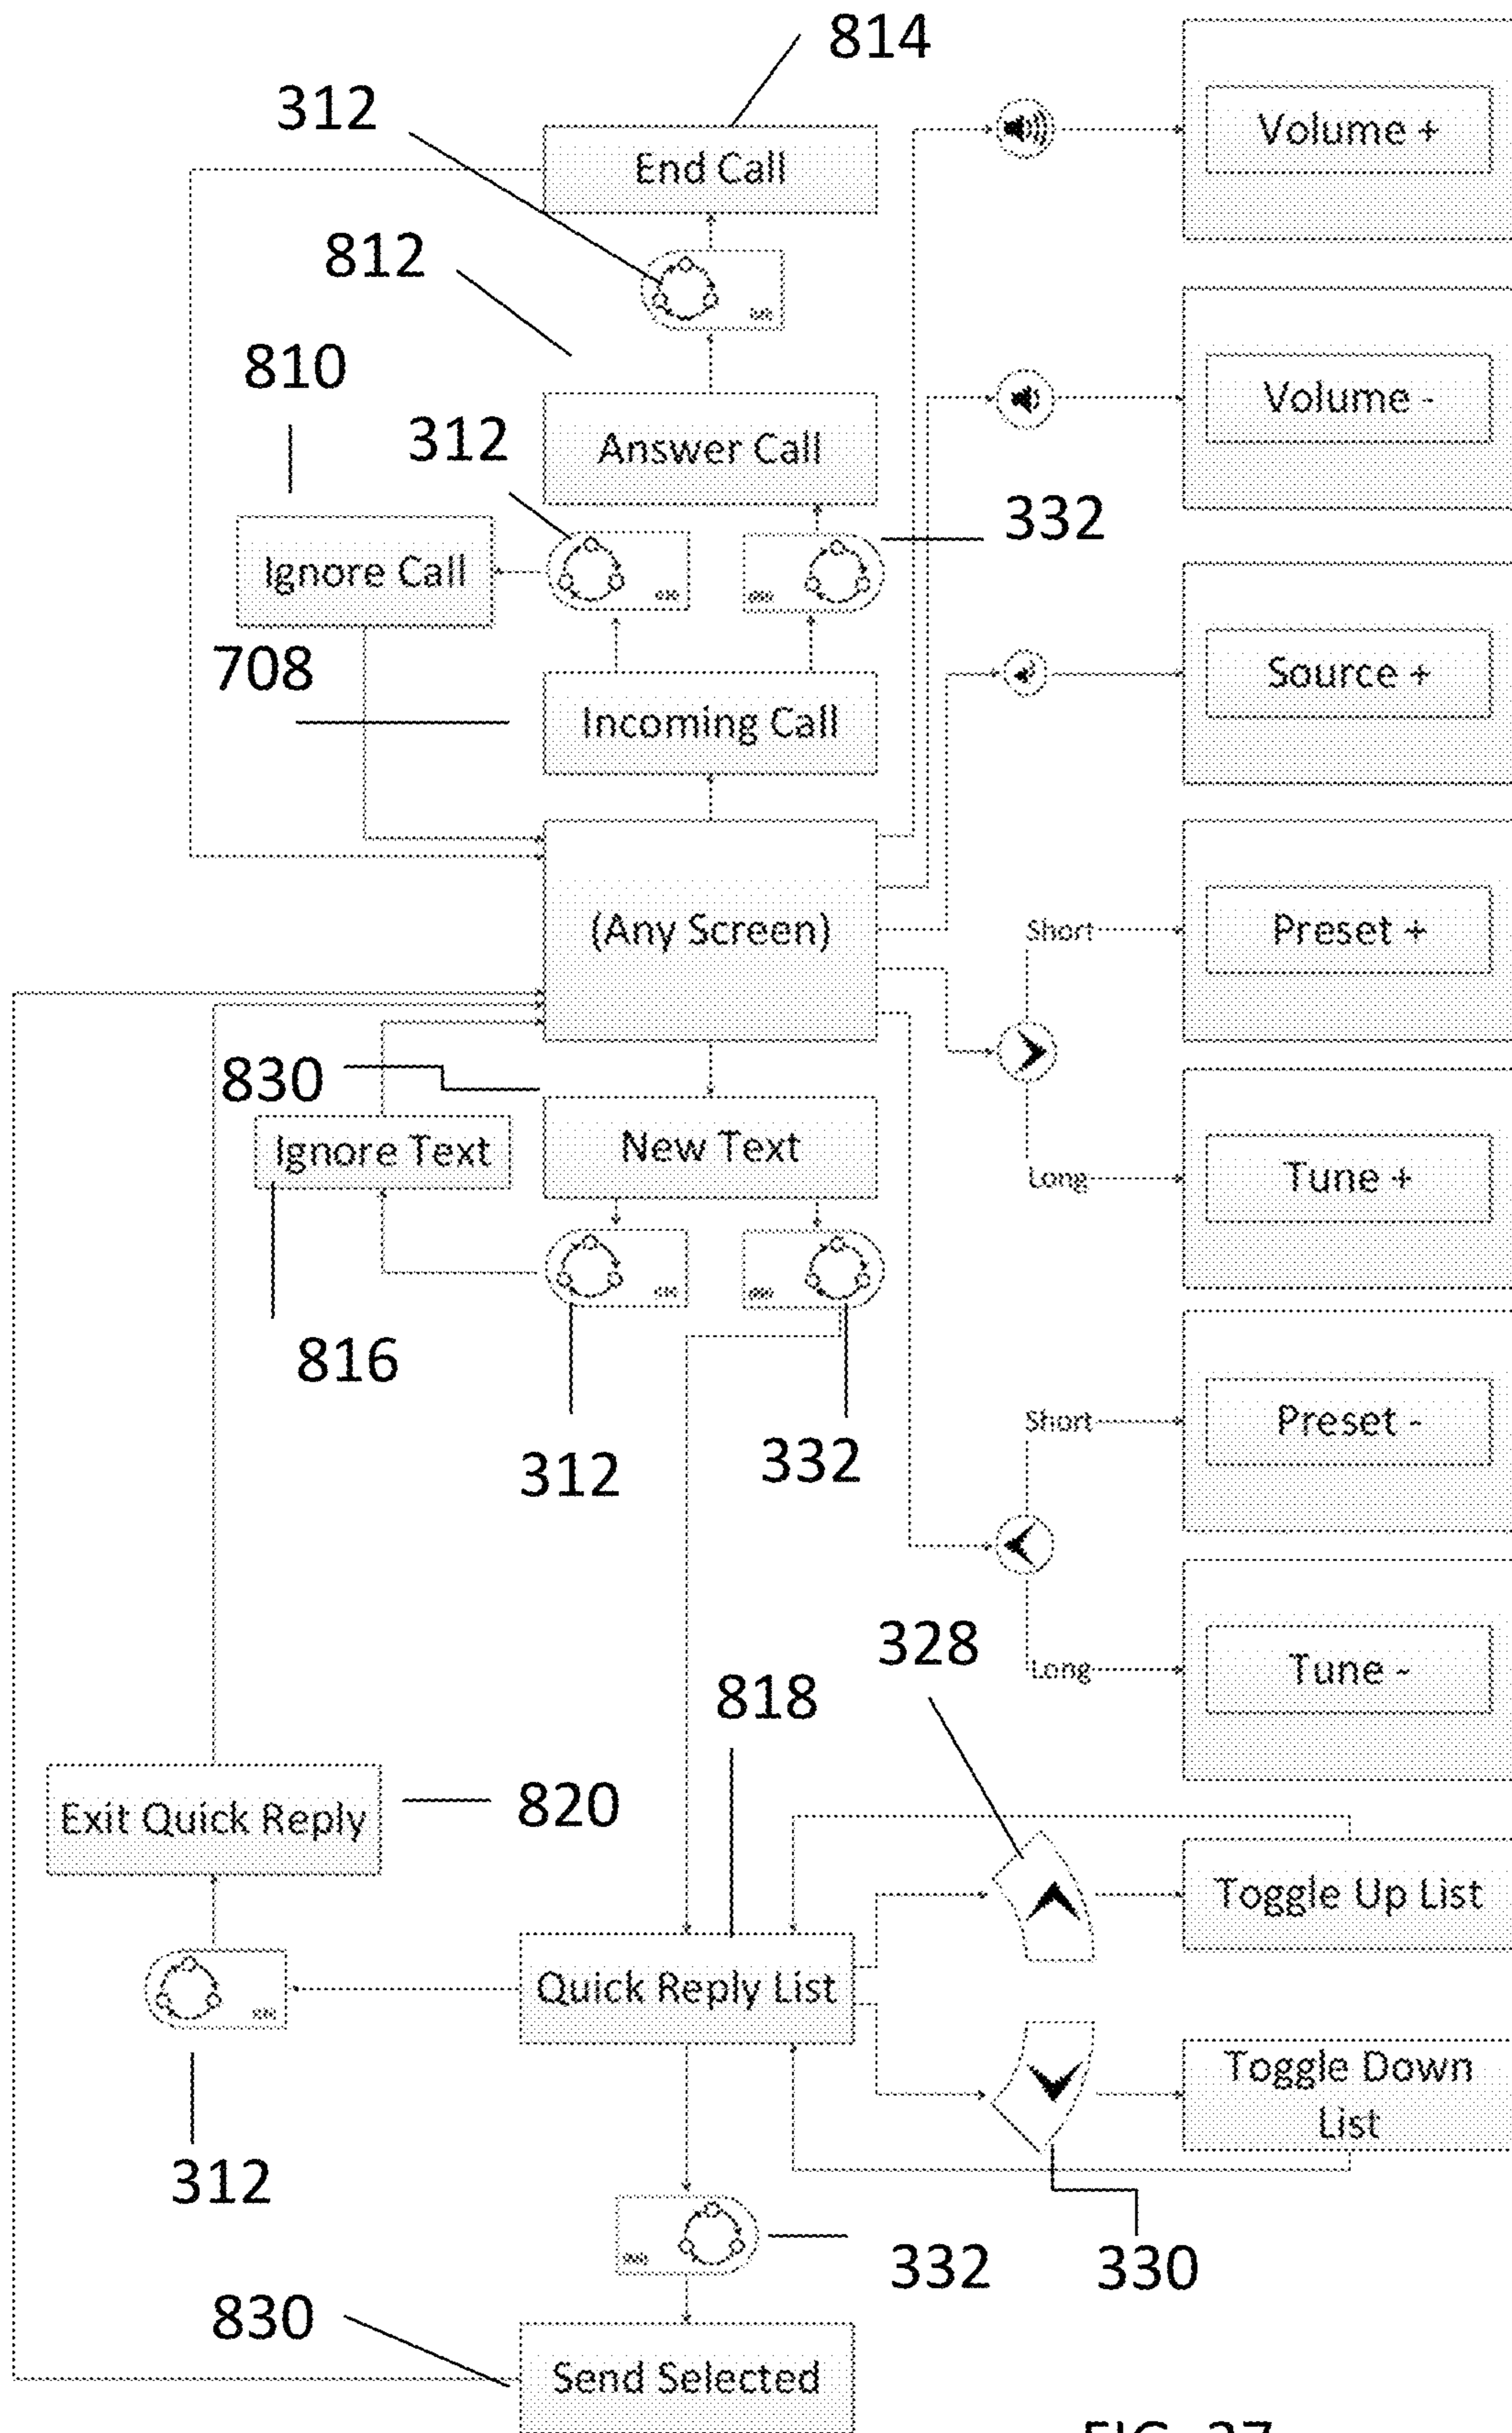 814
312
Volume +
End Call
812
810
Volume -
312
Answer Call
332
Ignore Call
708
Source +
Incoming Call
(Any Screen)
Short
Preset +
830
Ignore Text
New Text
Long
Tune +
816
312
332
Short
Preset -
328
818
Long
Tune -
820
Exit Quick Reply
Toggle Up List
Quick Reply List
Toggle Down
List
312
332
330
830
Send Selected